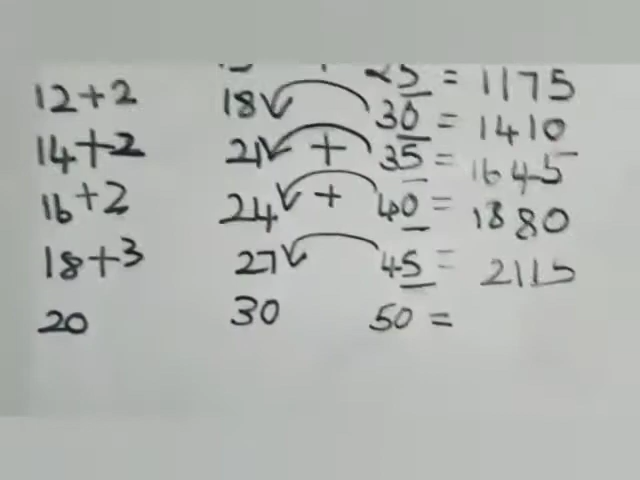 25 = 1175
12+2 18 30 = 1410
14+2 21 + 35 = 1645
16+2 24 + 40 = 1880
18+3 27 45 = 2115
20 30 50 =